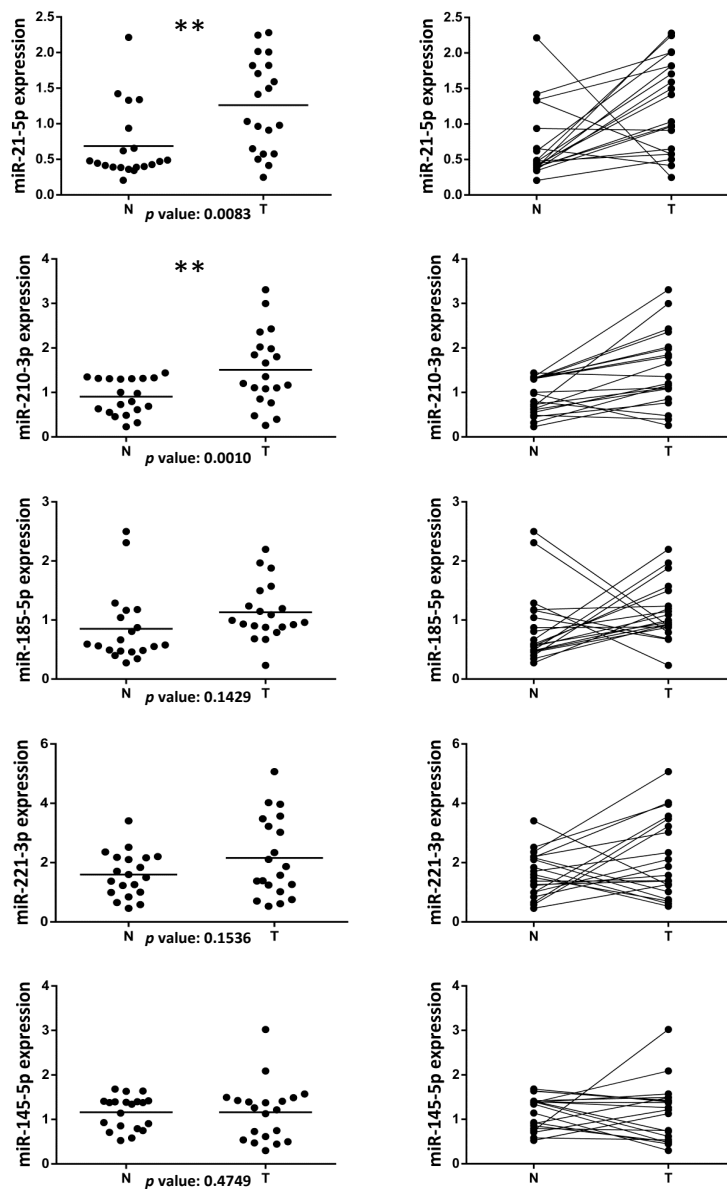 miR-21-5p expression
2.5
2.0
1.5
1.0
0.5
0.0
**
N
T
p value: 0.0083
miR-21-5p expression
2.5
2.0
1.5
1.0
0.5
0.0
N
T
miR-210-3p expression
4
3
2
1
0
**
N
T
p value: 0.0010
miR-210-3p expression
4
3
2
1
0
N
T
miR-185-5p expression
3
2
1
0
N
T
p value: 0.1429
miR-185-5p expression
3
2
1
0
N
T
miR-221-3p expression
6
4
2
0
N
T
p value: 0.1536
miR-221-3p expression
6
4
2
0
N
T
miR-145-5p expression
4
3
2
1
0
N
T
p value: 0.4749
miR-145-5p expression
4
3
2
1
0
N
T